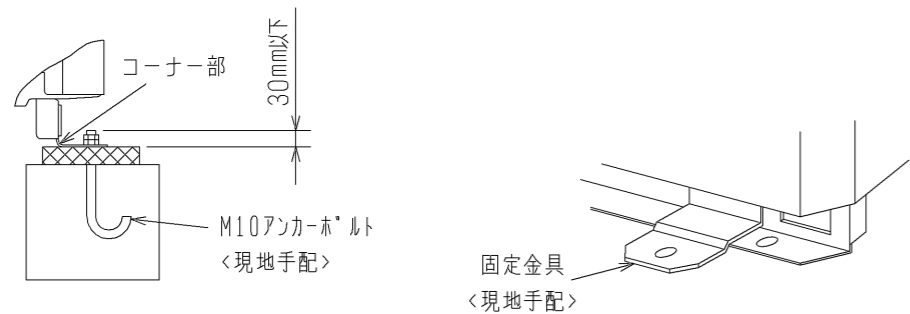 コーナー部
30mm以下
M10アンカーボルト
<現地手配>
固定金具
<現地手配>